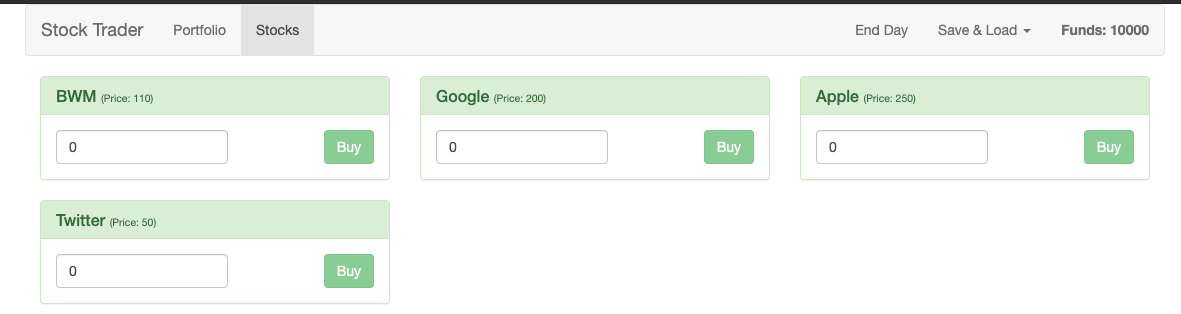 Stock Trader Portfolio Stocks End Day Save & Load Funds: 10000
BWM (Price: 110) Google (Price: 200) Apple (Price: 250)
0 Buy 0 Buy 0 Buy
Twitter (Price: 50)
0 Buy